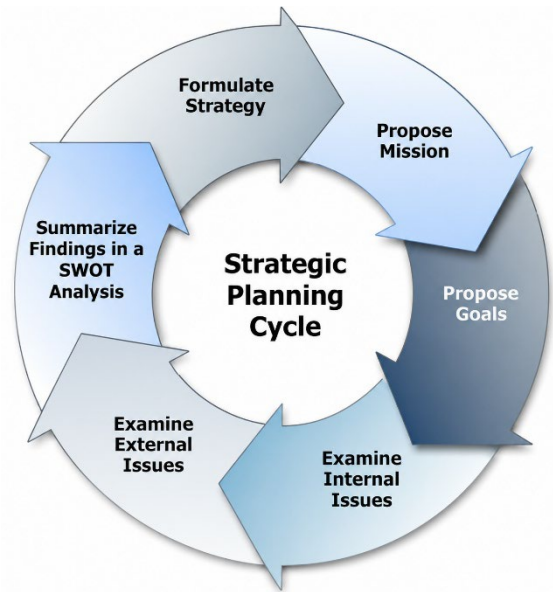 Formulate
Strategy
Propose
Mission
Summarize
Findings in a
SWOT
Analysis
Strategic
Planning
Cycle
Propose
Goals
Examine
External
Issues
Examine
Internal
Issues